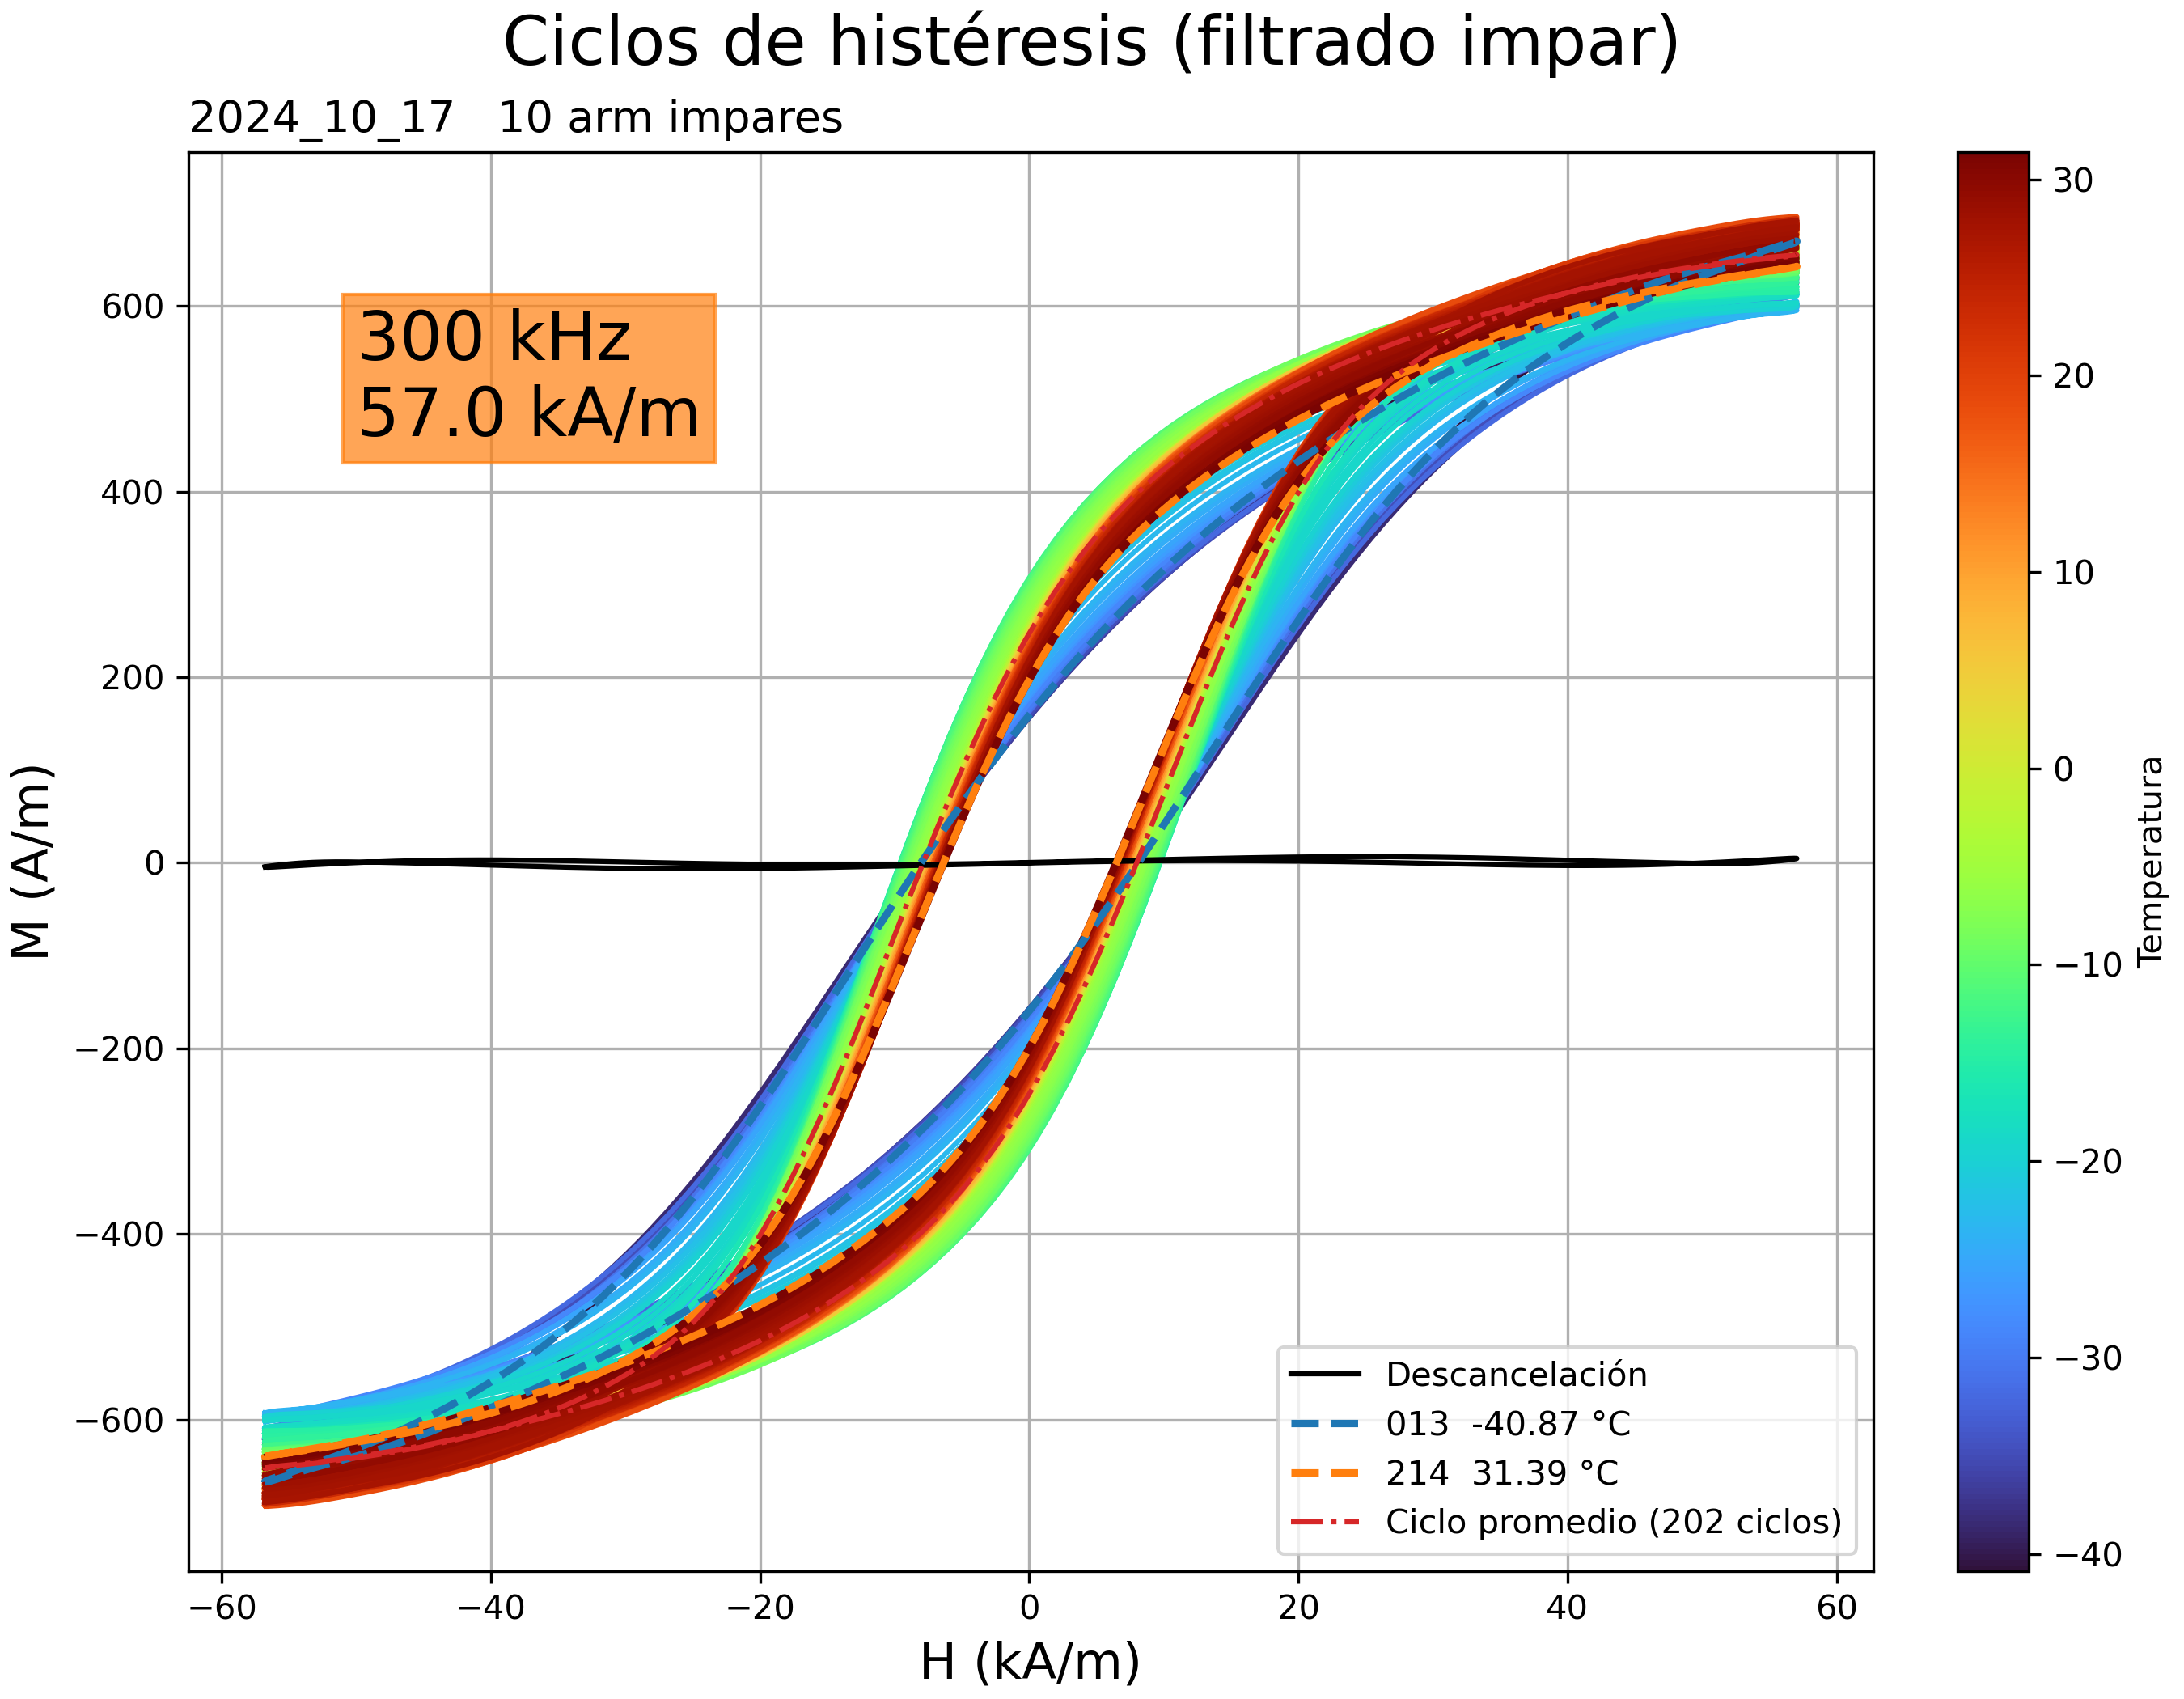 Ciclos de histéresis (filtrado impar)
2024_10_17   10 arm impares
300 kHz
57.0 kA/m
M (A/m)
600
400
200
0
−200
−400
−600
−60
−40
−20
0
20
40
60
H (kA/m)
Descancelación
013  -40.87 °C
214  31.39 °C
Ciclo promedio (202 ciclos)
30
20
10
0
−10
−20
−30
−40
Temperatura